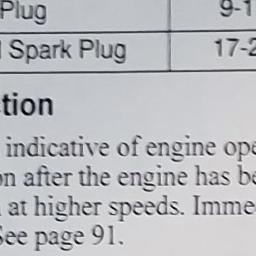 Plug 9-1
Spark Plug 17-2
tion
indicative of engine ope
on after the engine has be
at higher speeds. Imme
See page 91.